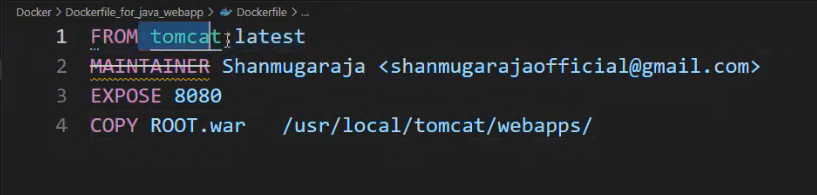 Docker > Dockerfile_for_java_webapp > Dockerfile > ...
1 FROM tomcat:latest
2 MAINTAINER Shanmugaraja <shanmugarajaofficial@gmail.com>
3 EXPOSE 8080
4 COPY ROOT.war /usr/local/tomcat/webapps/